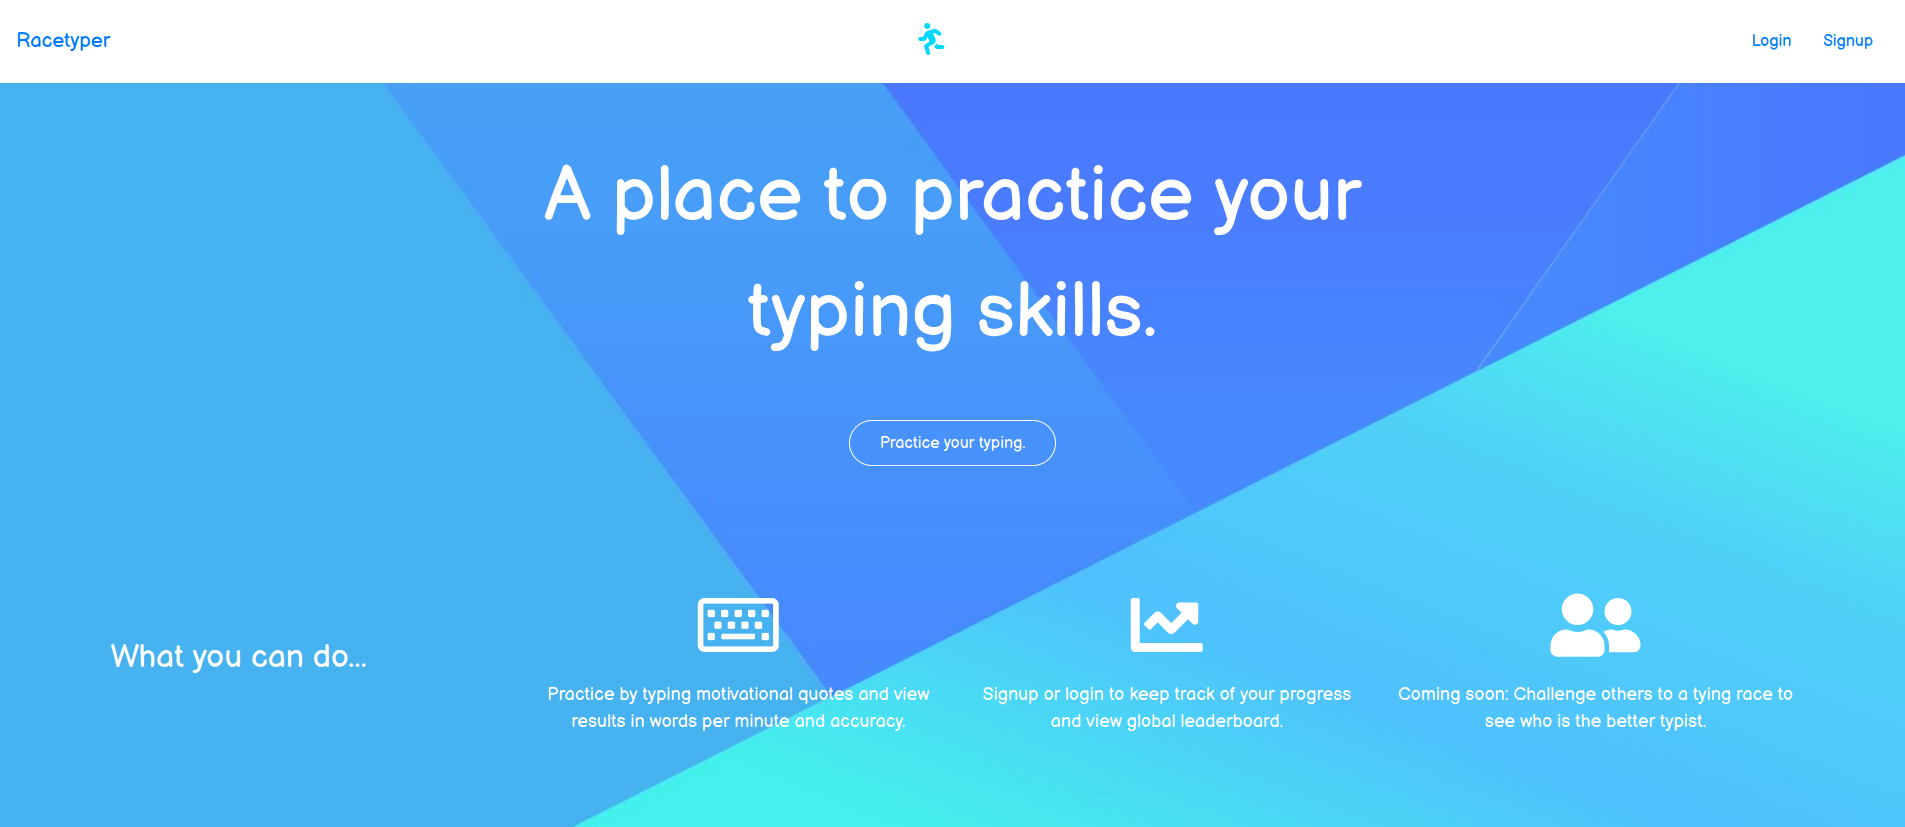 Racetyper
Login
Signup
A place to practice your
typing skills.
Practice your typing.
What you can do...
Practice by typing motivational quotes and view
results in words per minute and accuracy.
Signup or login to keep track of your progress
and view global leaderboard.
Coming soon: Challenge others to a tying race to
see who is the better typist.